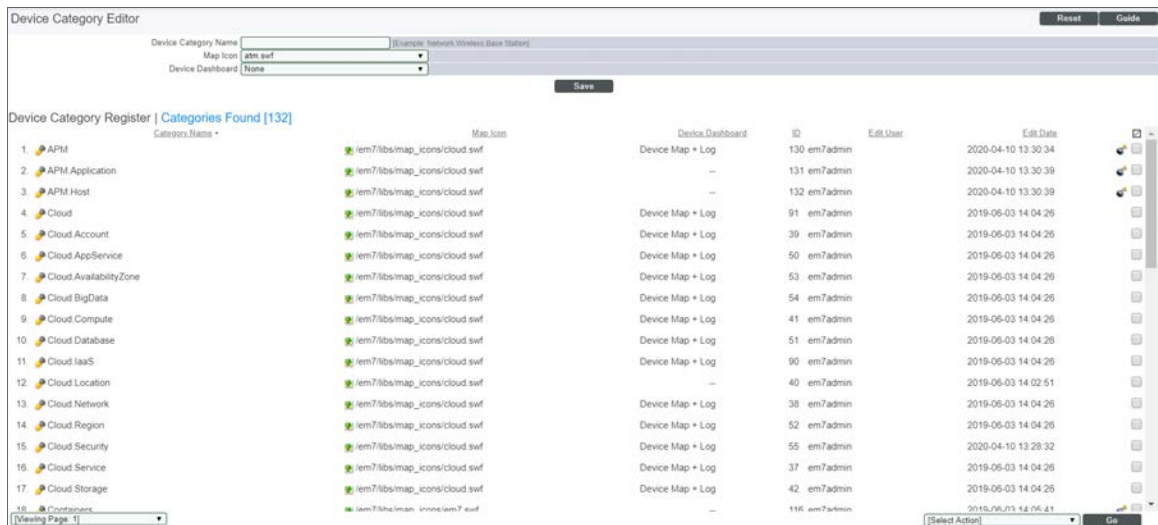 Device Category Editor Reset Guide
Device Category Name [Example: Network.Wireless Base Station]
Map Icon atm.swf
Device Dashboard None
Save
Device Category Register | Categories Found [132]
Category Name • Map Icon Device Dashboard ID Edit User Edit Date
1. APM /em7/libs/map_icons/cloud.swf Device Map + Log 130 em7admin 2020-04-10 13:30:34
2. APM.Application /em7/libs/map_icons/cloud.swf -- 131 em7admin 2020-04-10 13:30:39
3. APM.Host /em7/libs/map_icons/cloud.swf -- 132 em7admin 2020-04-10 13:30:39
4. Cloud /em7/libs/map_icons/cloud.swf Device Map + Log 91 em7admin 2019-06-03 14:04:26
5. Cloud.Account /em7/libs/map_icons/cloud.swf Device Map + Log 39 em7admin 2019-06-03 14:04:26
6. Cloud.AppService /em7/libs/map_icons/cloud.swf Device Map + Log 50 em7admin 2019-06-03 14:04:26
7. Cloud.AvailabilityZone /em7/libs/map_icons/cloud.swf Device Map + Log 53 em7admin 2019-06-03 14:04:26
8. Cloud.BigData /em7/libs/map_icons/cloud.swf Device Map + Log 54 em7admin 2019-06-03 14:04:26
9. Cloud.Compute /em7/libs/map_icons/cloud.swf Device Map + Log 41 em7admin 2019-06-03 14:04:26
10. Cloud.Database /em7/libs/map_icons/cloud.swf Device Map + Log 51 em7admin 2019-06-03 14:04:26
11. Cloud.IaaS /em7/libs/map_icons/cloud.swf Device Map + Log 90 em7admin 2019-06-03 14:04:26
12. Cloud.Location /em7/libs/map_icons/cloud.swf -- 40 em7admin 2019-06-03 14:02:51
13. Cloud.Network /em7/libs/map_icons/cloud.swf Device Map + Log 38 em7admin 2019-06-03 14:04:26
14. Cloud.Region /em7/libs/map_icons/cloud.swf Device Map + Log 52 em7admin 2019-06-03 14:04:26
15. Cloud.Security /em7/libs/map_icons/cloud.swf Device Map + Log 55 em7admin 2020-04-10 13:28:32
16. Cloud.Service /em7/libs/map_icons/cloud.swf Device Map + Log 37 em7admin 2019-06-03 14:04:26
17. Cloud.Storage /em7/libs/map_icons/cloud.swf Device Map + Log 42 em7admin 2019-06-03 14:04:26
18. Containers /em7/libs/map_icons/em7.swf -- 116 em7admin 2019-06-03 14:05:41
[Viewing Page: 1] [Select Action] Go